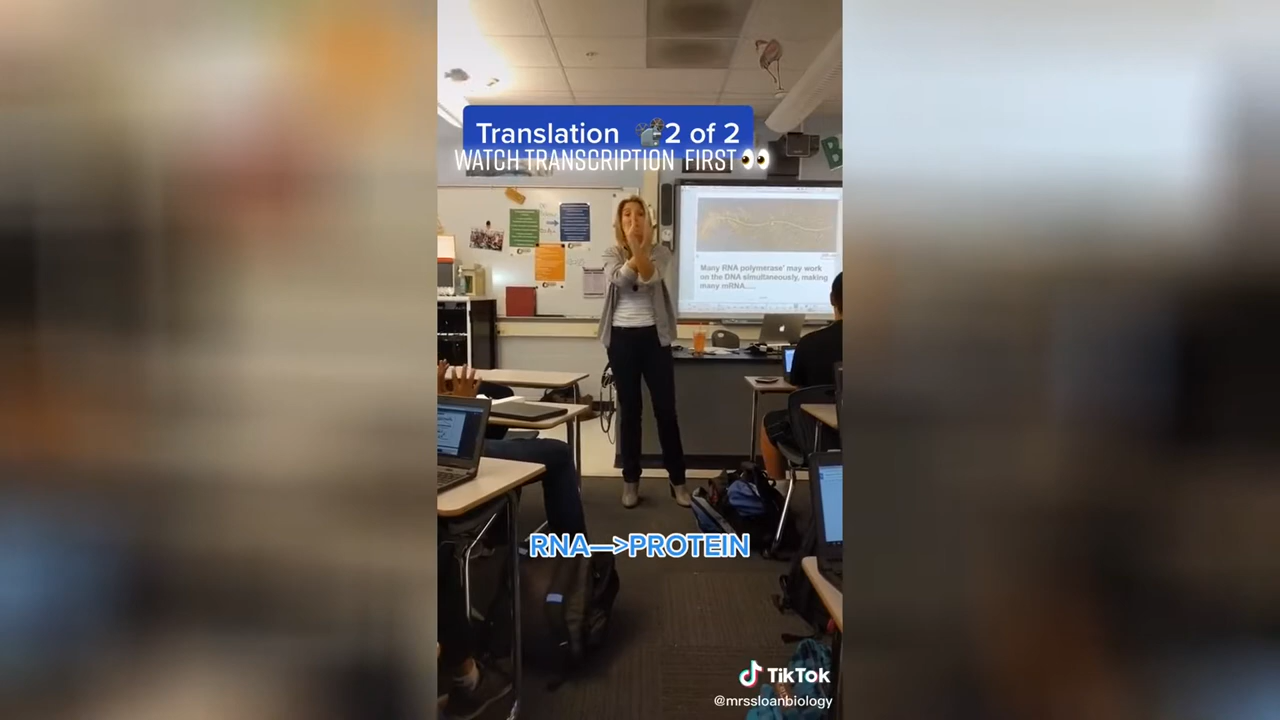 Translation 2 of 2
WATCH TRANSCRIPTION FIRST
Many RNA polymerase' may work
on the DNA simultaneously, making
many mRNA.....
RNA—>PROTEIN
TikTok
@mrssloanbiology